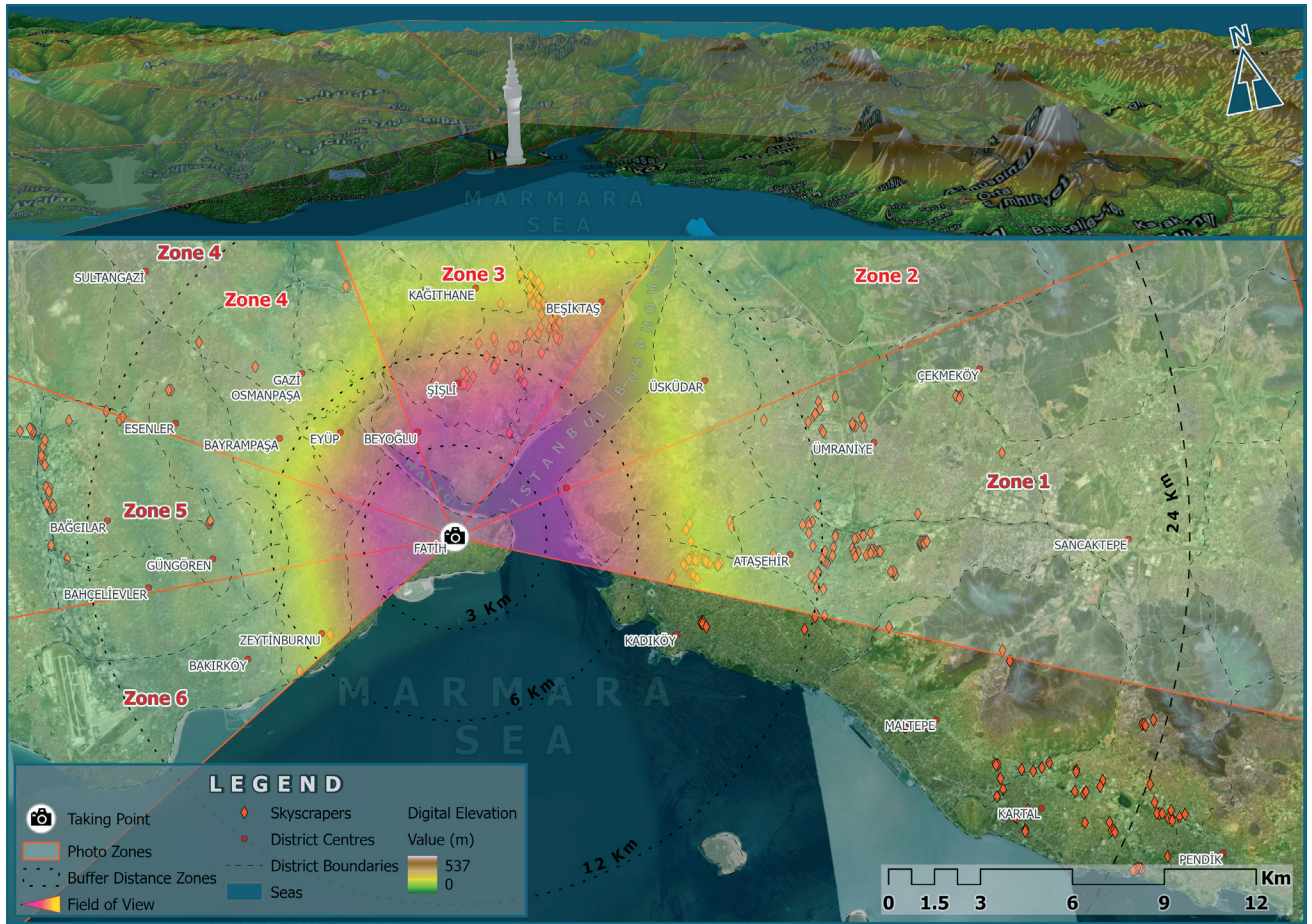 N
MARMARA
SEA
Zone 4
SULTANGAZİ
Zone 4
Zone 3
KAĞITHANE
BEŞİKTAŞ
Zone 2
GAZİ
OSMANPAŞA
ŞİŞLİ
ÜSKÜDAR
ÇEKMEKÖY
ESENLER
BAYRAMPAŞA
EYÜP
BEYOĞLU
HALİÇ
İSTANBUL BOSPHORUS
ÜMRANİYE
Zone 1
24 Km
Zone 5
BAĞCILAR
FATİH
GÜNGÖREN
ATAŞEHİR
SANCAKTEPE
BAHÇELİEVLER
3 Km
ZEYTİNBURNU
KADIKÖY
BAKIRKÖY
Zone 6
6 Km
MARMARA
SEA
MALTEPE
KARTAL
PENDİK
12 Km
LEGEND
Taking Point
Photo Zones
Buffer Distance Zones
Field of View
Skyscrapers
District Centres
District Boundaries
Seas
Digital Elevation
Value (m)
537
0
Km
0 1.5 3 6 9 12